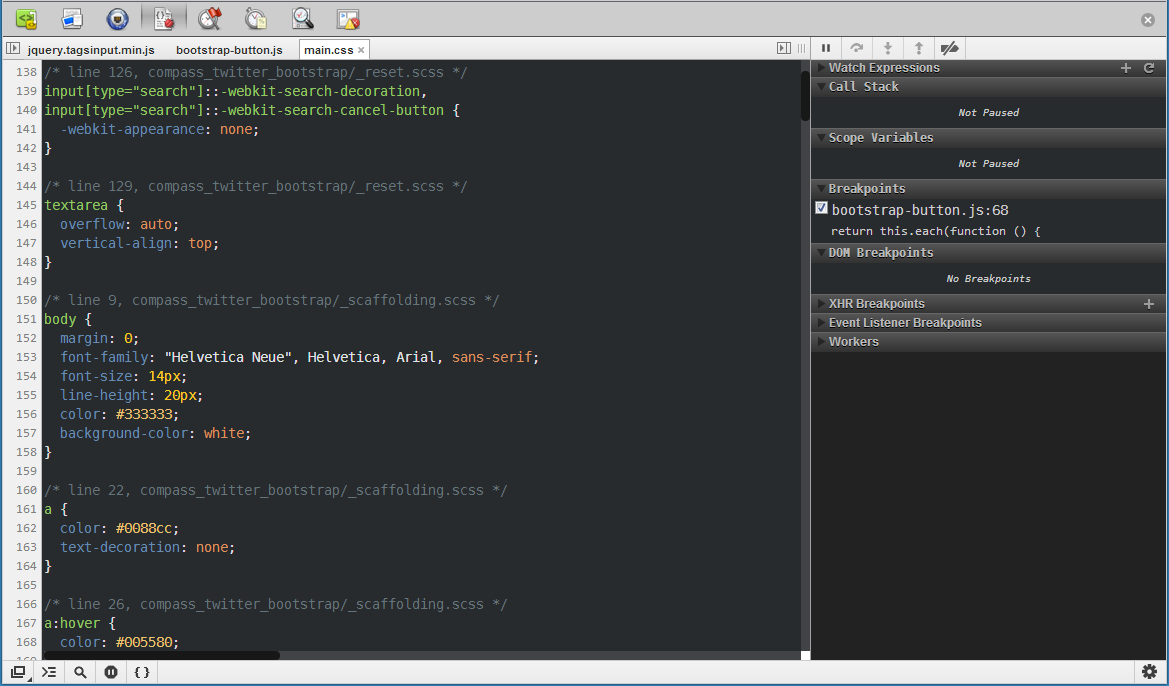 jquery.tagsinput.min.js bootstrap-button.js main.css ×
138 /* line 126, compass_twitter_bootstrap/_reset.scss */
139 input[type="search"]::-webkit-search-decoration,
140 input[type="search"]::-webkit-search-cancel-button {
141   -webkit-appearance: none;
142 }
143
144 /* line 129, compass_twitter_bootstrap/_reset.scss */
145 textarea {
146   overflow: auto;
147   vertical-align: top;
148 }
149
150 /* line 9, compass_twitter_bootstrap/_scaffolding.scss */
151 body {
152   margin: 0;
153   font-family: "Helvetica Neue", Helvetica, Arial, sans-serif;
154   font-size: 14px;
155   line-height: 20px;
156   color: #333333;
157   background-color: white;
158 }
159
160 /* line 22, compass_twitter_bootstrap/_scaffolding.scss */
161 a {
162   color: #0088cc;
163   text-decoration: none;
164 }
165
166 /* line 26, compass_twitter_bootstrap/_scaffolding.scss */
167 a:hover {
168   color: #005580;
169
Watch Expressions
Call Stack
Not Paused
Scope Variables
Not Paused
Breakpoints
bootstrap-button.js:68
return this.each(function () {
DOM Breakpoints
No Breakpoints
XHR Breakpoints
Event Listener Breakpoints
Workers